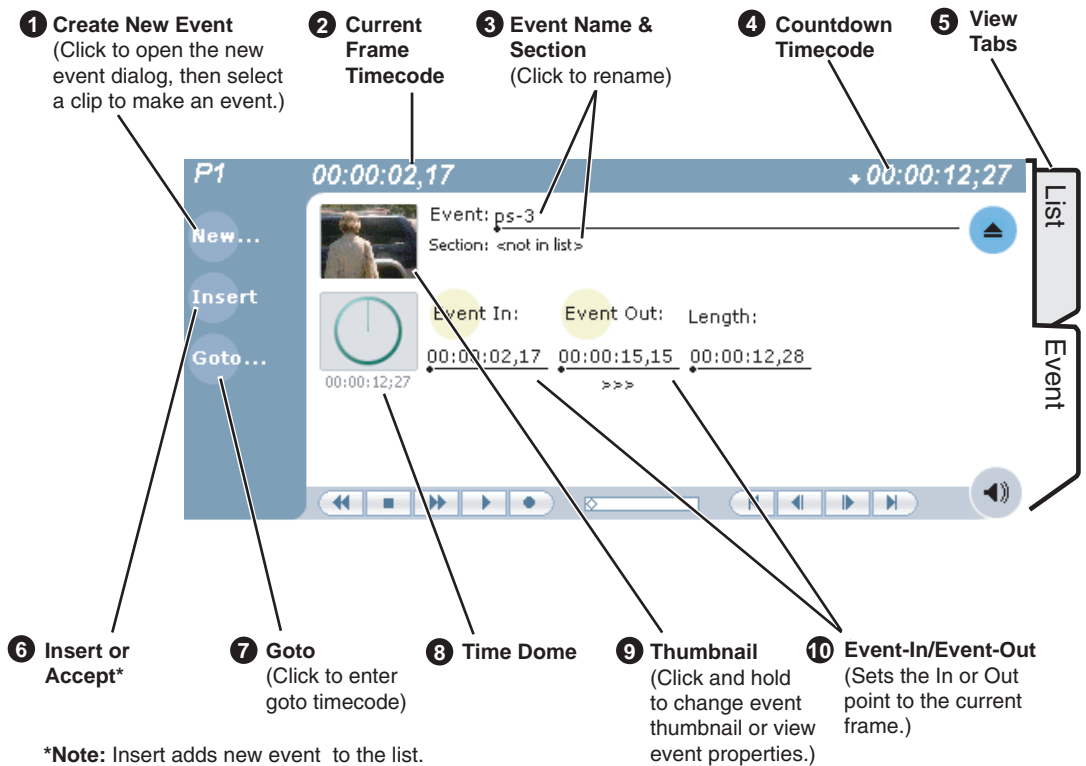 1 Create New Event
(Click to open the new
event dialog, then select
a clip to make an event.)
2 Current
Frame
Timecode
3 Event Name &
Section
(Click to rename)
4 Countdown
Timecode
5 View
Tabs
P1
00:00:02,17
00:00:12;27
New...
Insert
Goto...
Event: ps-3
Section: <not in list>
Event In:
Event Out:
Length:
00:00:02,17
00:00:15,15
00:00:12,28
>>>
00:00:12;27
List
Event
6 Insert or
Accept*
7 Goto
(Click to enter
goto timecode)
8 Time Dome
9 Thumbnail
(Click and hold
to change event
thumbnail or view
event properties.)
10 Event-In/Event-Out
(Sets the In or Out
point to the current
frame.)
*Note: Insert adds new event to the list.